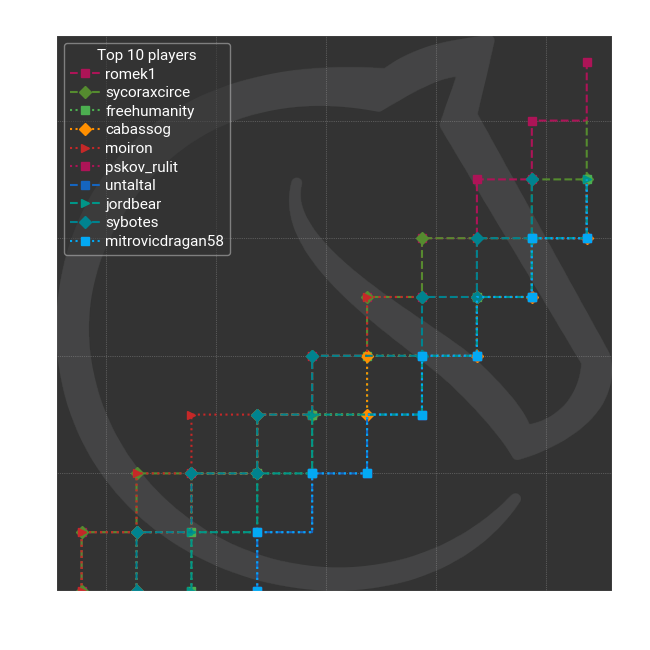 Top 10 players
romek1
sycoraxcirce
freehumanity
cabassog
moiron
pskov_rulit
untaltal
jordbear
sybotes
mitrovicdragan58